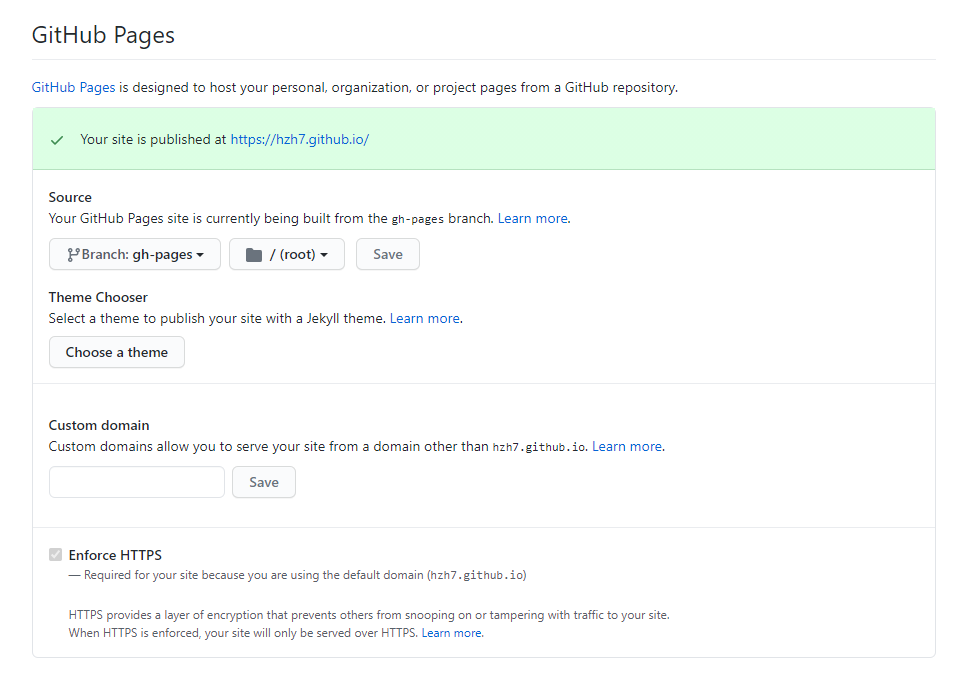 GitHub Pages
GitHub Pages is designed to host your personal, organization, or project pages from a GitHub repository.
Your site is published at https://hzh7.github.io/
Source
Your GitHub Pages site is currently being built from the gh-pages branch. Learn more.
Branch: gh-pages / (root) Save
Theme Chooser
Select a theme to publish your site with a Jekyll theme. Learn more.
Choose a theme
Custom domain
Custom domains allow you to serve your site from a domain other than hzh7.github.io. Learn more.
Save
Enforce HTTPS
— Required for your site because you are using the default domain (hzh7.github.io)
HTTPS provides a layer of encryption that prevents others from snooping on or tampering with traffic to your site.
When HTTPS is enforced, your site will only be served over HTTPS. Learn more.